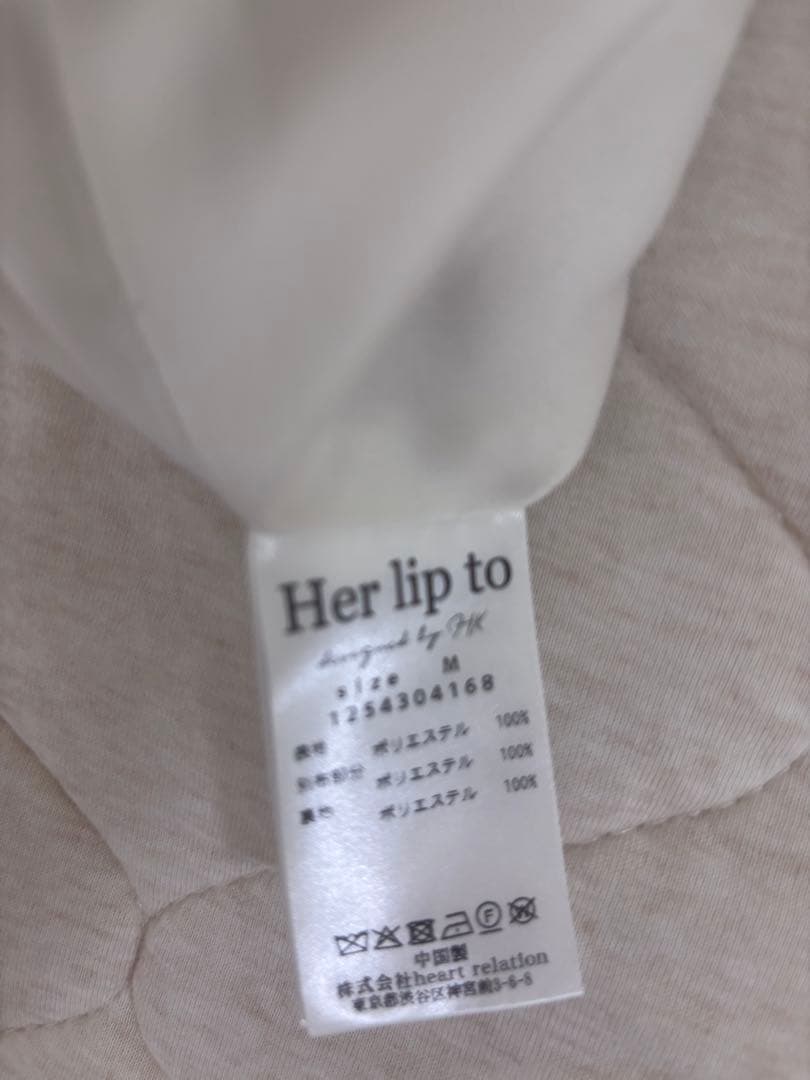 Her lip to
designed by HK
size M
1254304168
表地 ポリエステル 100%
別布部分 ポリエステル 100%
裏地 ポリエステル 100%
中国製
株式会社heart relation
東京都渋谷区神宮前3-6-8